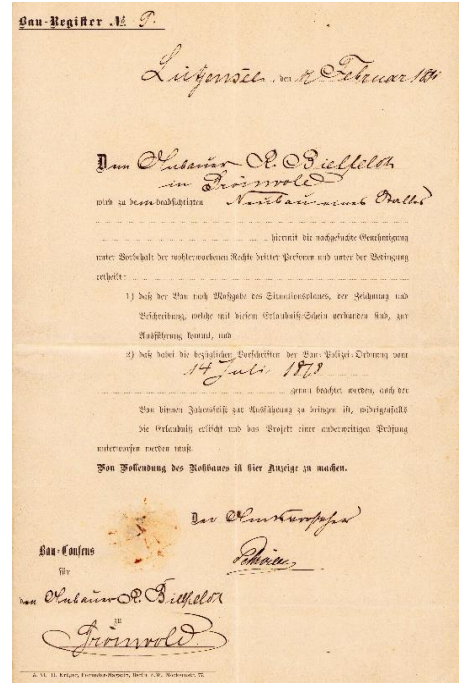 Bau-Register № P.
Lütjensee, den 12 Februar 189
Dem Anbauer R. Bielfeldt
in Grönwold
wird zu dem beabsichtigten Neubau eines Stalles
hiermit die nachgesuchte Genehmigung
unter Vorbehalt der wohlerworbenen Rechte dritter Personen und unter der Bedingung
ertheilt:
1) daß der Bau nach Maßgabe des Situationsplanes, der Zeichnung und
Beschreibung, welche mit diesem Erlaubniß-Schein verbunden sind, zur
Ausführung kommt, und
2) daß dabei die bezüglichen Vorschriften der Bau-Polizei-Ordnung vom
14 Juli 1878
genau beachtet werden, auch der
Bau binnen Jahresfrist zur Ausführung zu bringen ist, widrigenfalls
die Erlaubniß erlischt und das Projekt einer anderweitigen Prüfung
unterworfen werden muß.
Von Vollendung des Rohbaues ist hier Anzeige zu machen.
Der Amtsvorsteher
Bau-Consens
für
den Anbauer R. Bielfeldt
zu
Grönwold.